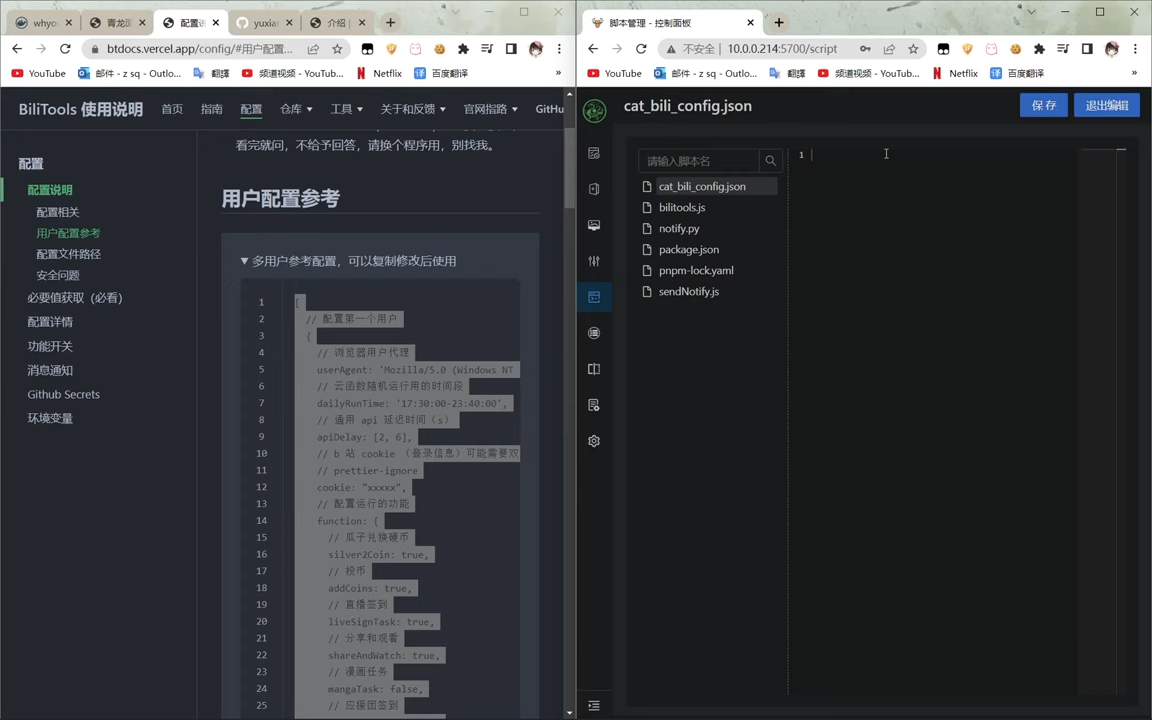 whyo
青龙面
配置说
yuxia
介绍 |
脚本管理 - 控制面板
btdocs.vercel.app/config/#用户配置...
不安全 | 10.0.0.214:5700/script
YouTube
邮件 - z sq - Outlo...
翻譯
频道视频 - YouTub...
Netflix
百度翻译
»
YouTube
邮件 - z sq - Outlo...
翻譯
频道视频 - YouTub...
Netflix
百度翻译
»
BiliTools 使用说明
首页
指南
配置
仓库
工具
关于和反馈
官网指路
GitHu
看完就问，不给予回答，请换个程序用，别找我。
配置
配置说明
配置相关
用户配置参考
配置文件路径
安全问题
必要值获取（必看）
配置详情
功能开关
消息通知
Github Secrets
环境变量
用户配置参考
多用户参考配置，可以复制修改后使用
1 [
2 // 配置第一个用户
3 {
4 // 浏览器用户代理
5 userAgent: 'Mozilla/5.0 (Windows NT
6 // 云函数随机运行用的时间段
7 dailyRunTime: '17:30:00-23:40:00',
8 // 通用 api 延迟时间（s）
9 apiDelay: [2, 6],
10 // b 站 cookie （登录信息）可能需要双
11 // prettier-ignore
12 cookie: "xxxxx",
13 // 配置运行的功能
14 function: {
15 // 瓜子兑换硬币
16 silver2Coin: true,
17 // 投币
18 addCoins: true,
19 // 直播签到
20 liveSignTask: true,
21 // 分享和观看
22 shareAndWatch: true,
23 // 漫画任务
24 mangaTask: false,
25 // 应援团签到
cat_bili_config.json
保 存
退出编辑
请输入脚本名
cat_bili_config.json
bilitools.js
notify.py
package.json
pnpm-lock.yaml
sendNotify.js
1